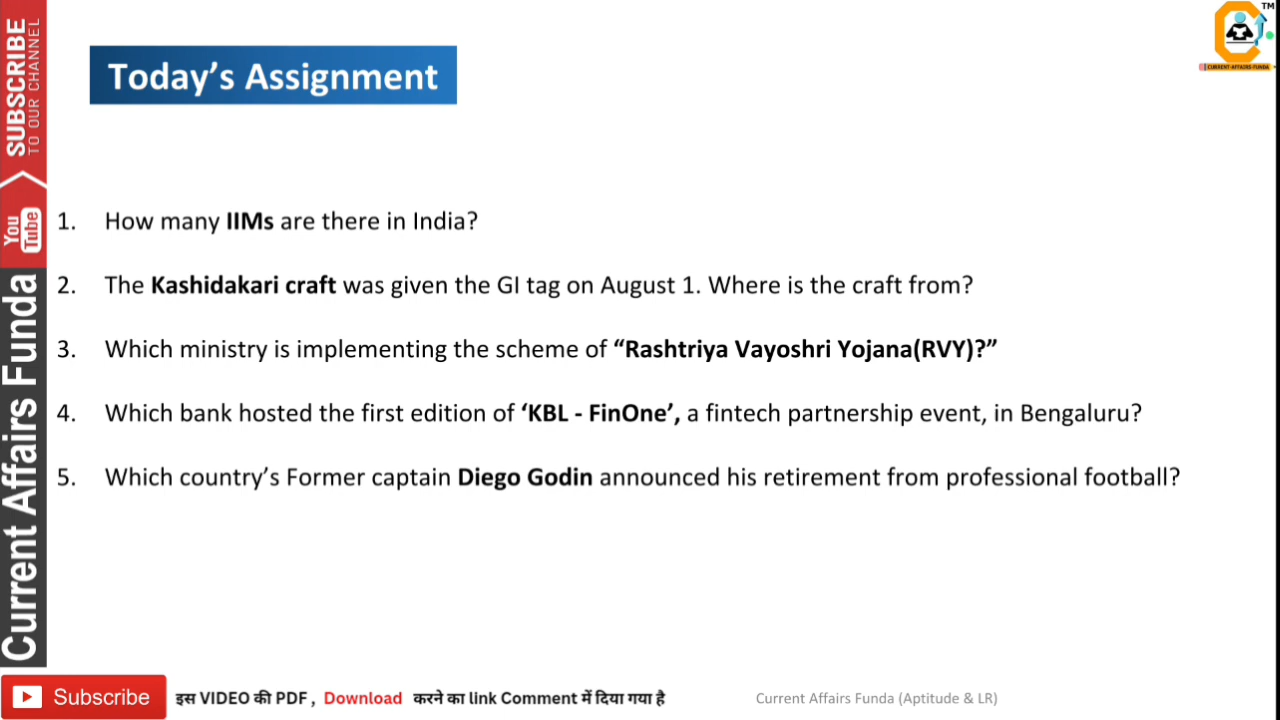 Today’s Assignment
1. How many IIMs are there in India?
2. The Kashidakari craft was given the GI tag on August 1. Where is the craft from?
3. Which ministry is implementing the scheme of “Rashtriya Vayoshri Yojana(RVY)?”
4. Which bank hosted the first edition of ‘KBL - FinOne’, a fintech partnership event, in Bengaluru?
5. Which country’s Former captain Diego Godin announced his retirement from professional football?
SUBSCRIBE
TO OUR CHANNEL
You
Tube
Current Affairs Funda
TM
CURRENT-AFFAIRS-FUNDA
Subscribe
इस VIDEO की PDF , Download करने का link Comment में दिया गया है
Current Affairs Funda (Aptitude & LR)